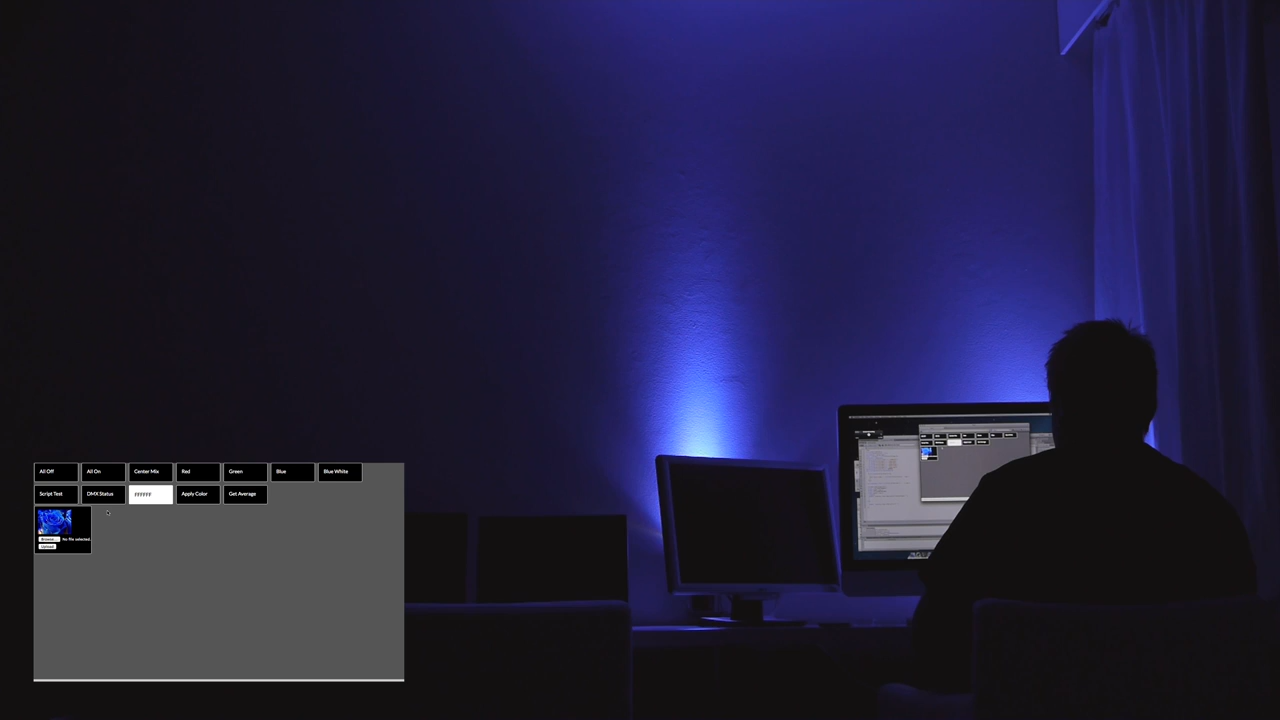 All Off All On Center Mix Red Green Blue Blue White
Script Test DMX Status FFFFFF Apply Color Get Average
Browse... No file selected.
Upload